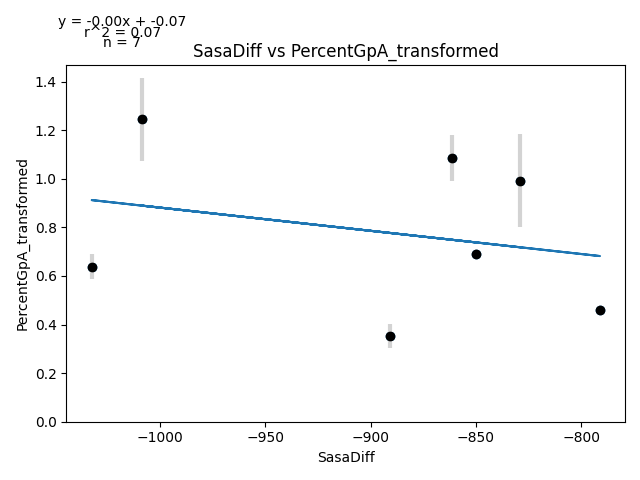 y = -0.00x + -0.07
r^2 = 0.07
n = 7
SasaDiff vs PercentGpA_transformed
1.4
1.2
1.0
0.8
0.6
0.4
0.2
0.0
PercentGpA_transformed
−1000
−950
−900
−850
−800
SasaDiff